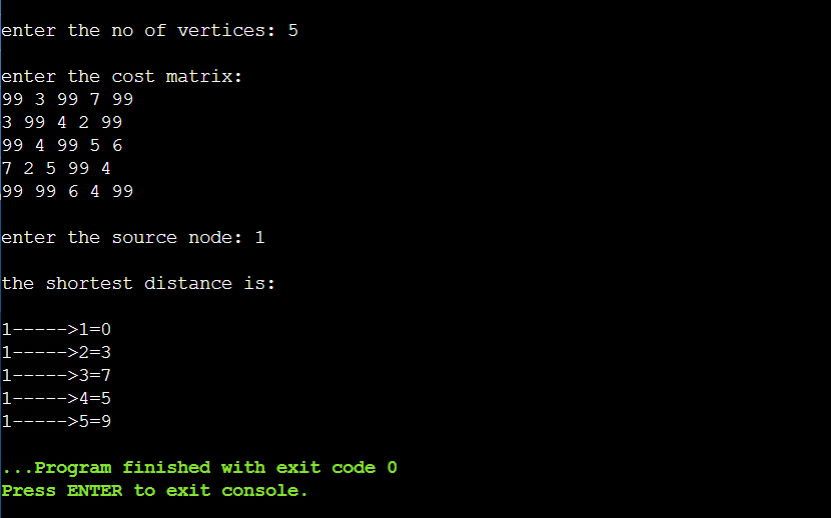 enter the no of vertices: 5
enter the cost matrix:
99 3 99 7 99
3 99 4 2 99
99 4 99 5 6
7 2 5 99 4
99 99 6 4 99
enter the source node: 1
the shortest distance is:
1----->1=0
1----->2=3
1----->3=7
1----->4=5
1----->5=9
...Program finished with exit code 0
Press ENTER to exit console.